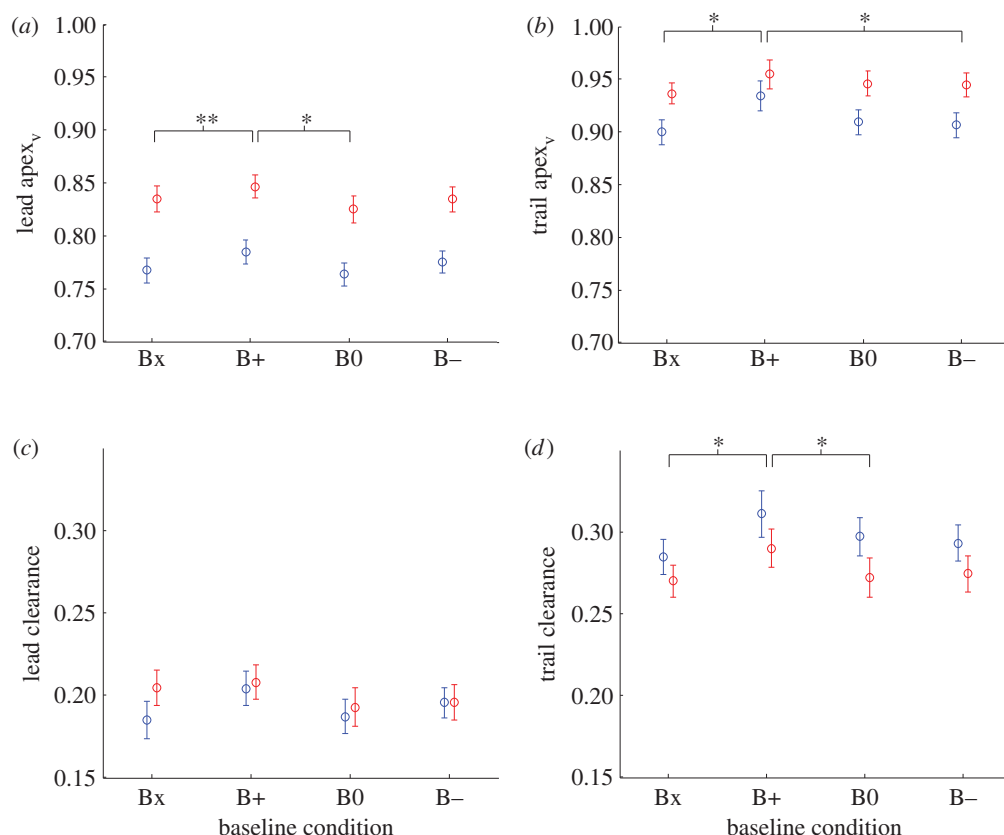 (a)
1.00
0.95
0.90
0.85
0.80
0.75
0.70
lead apex_v
** *
Bx B+ B0 B–
(b)
1.00
0.95
0.90
0.85
0.80
0.75
0.70
trail apex_v
* *
Bx B+ B0 B–
(c)
0.30
0.25
0.20
0.15
lead clearance
Bx B+ B0 B–
baseline condition
(d)
0.30
0.25
0.20
0.15
trail clearance
* *
Bx B+ B0 B–
baseline condition